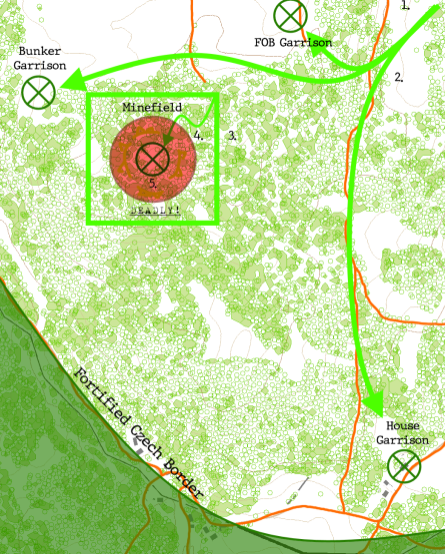 1.
FOB Garrison
Bunker
Garrison
2.
Minefield
4.
3.
5.
DEADLY!
Fortified Czech Border
House
Garrison